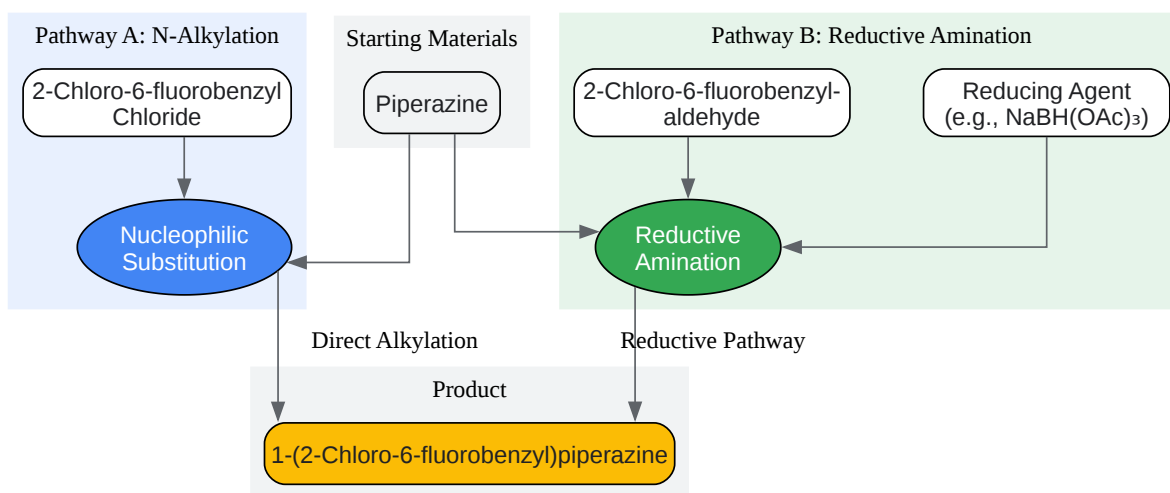 Pathway A: N-Alkylation
Starting Materials
Pathway B: Reductive Amination
2-Chloro-6-fluorobenzyl
Chloride
Piperazine
2-Chloro-6-fluorobenzyl-
aldehyde
Reducing Agent
(e.g., NaBH(OAc)₃)
Nucleophilic
Substitution
Reductive
Amination
Direct Alkylation
Reductive Pathway
Product
1-(2-Chloro-6-fluorobenzyl)piperazine